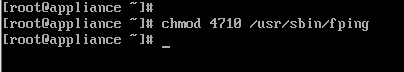 [root@appliance ~]#
[root@appliance ~]# chmod 4710 /usr/sbin/fping
[root@appliance ~]# _